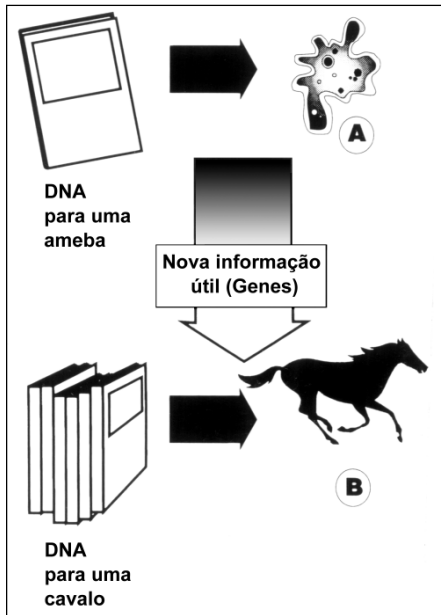 DNA
para uma
ameba
A
Nova informação
útil (Genes)
B
DNA
para uma
cavalo